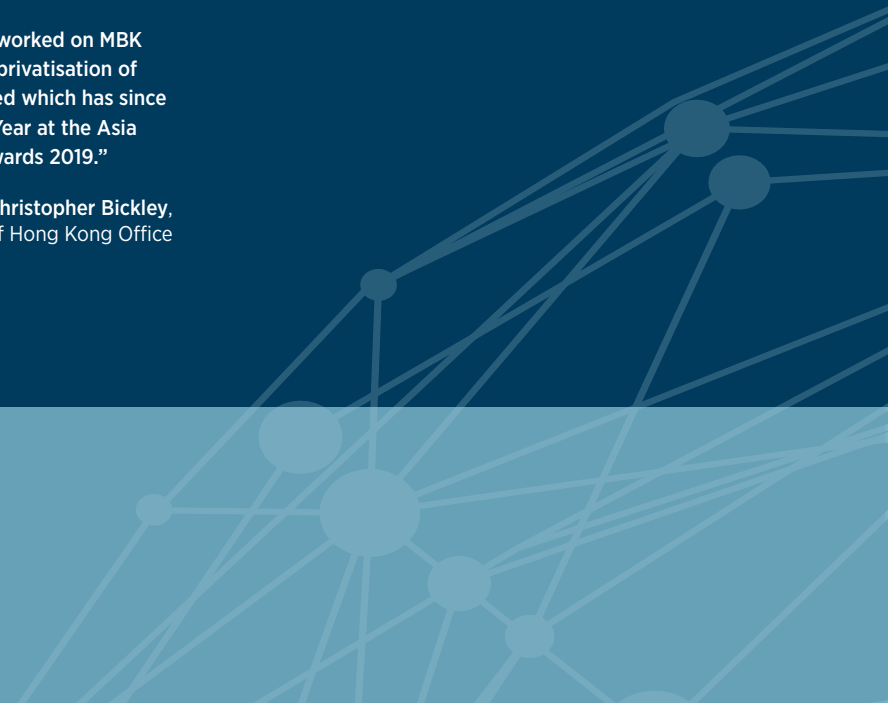 worked on MBK
privatisation of
ed which has since
Year at the Asia
wards 2019.”
hristopher Bickley,
f Hong Kong Office